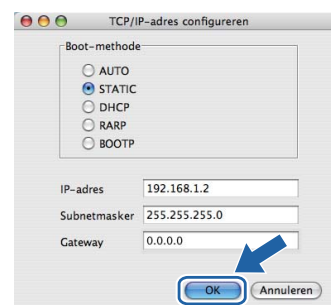 TCP/IP-adres configureren
Boot-methode
AUTO
STATIC
DHCP
RARP
BOOTP
IP-adres 192.168.1.2
Subnetmasker 255.255.255.0
Gateway 0.0.0.0
OK Annuleren